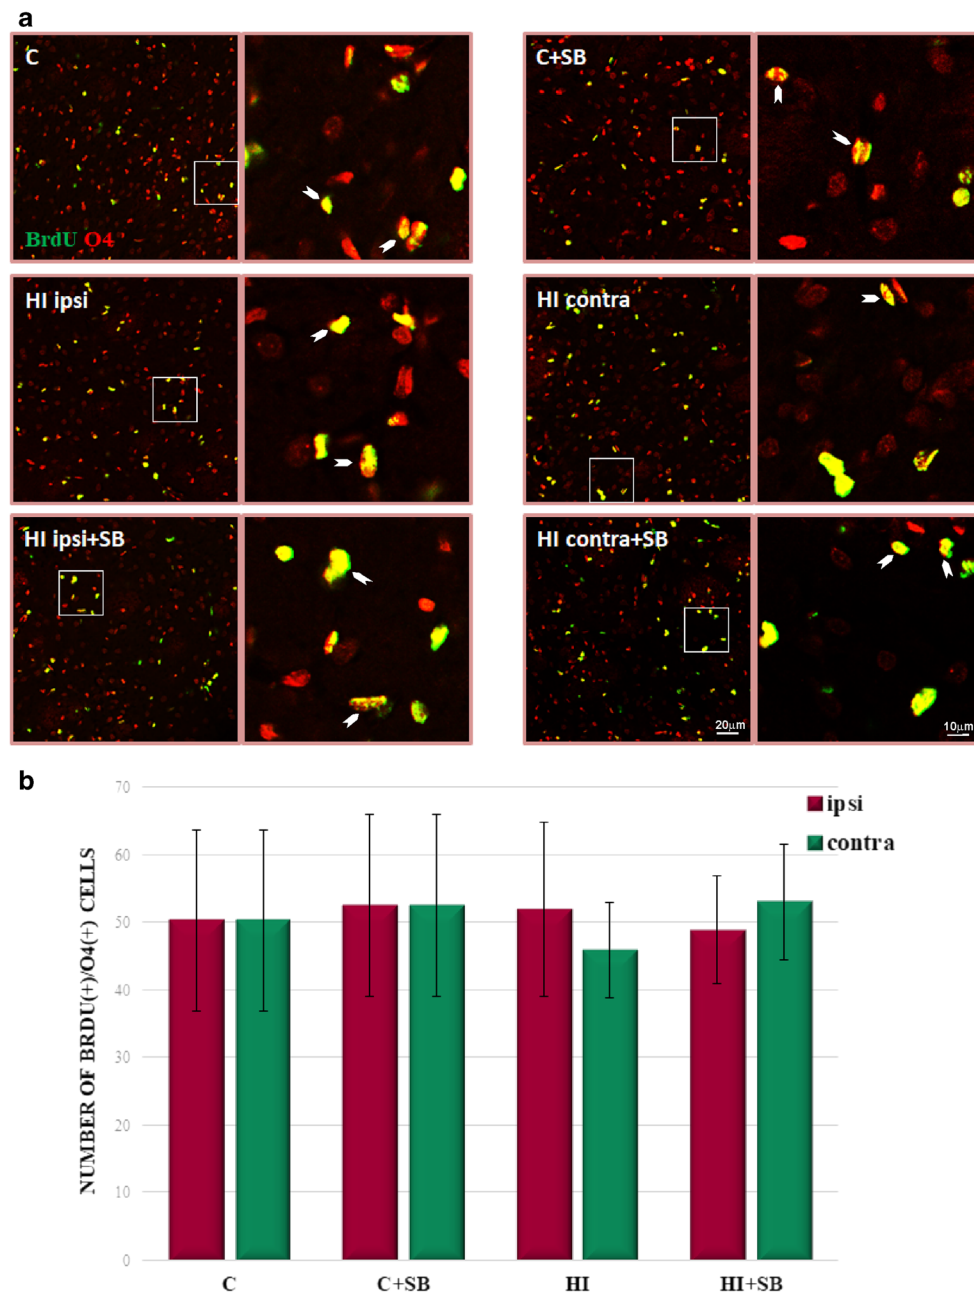 a
C
C+SB
BrdU O4
HI ipsi
HI contra
HI ipsi+SB
HI contra+SB
20µm
10µm
b
70
60
50
40
30
20
10
0
NUMBER OF BRDU(+)/O4(+) CELLS
ipsi
contra
C
C+SB
HI
HI+SB